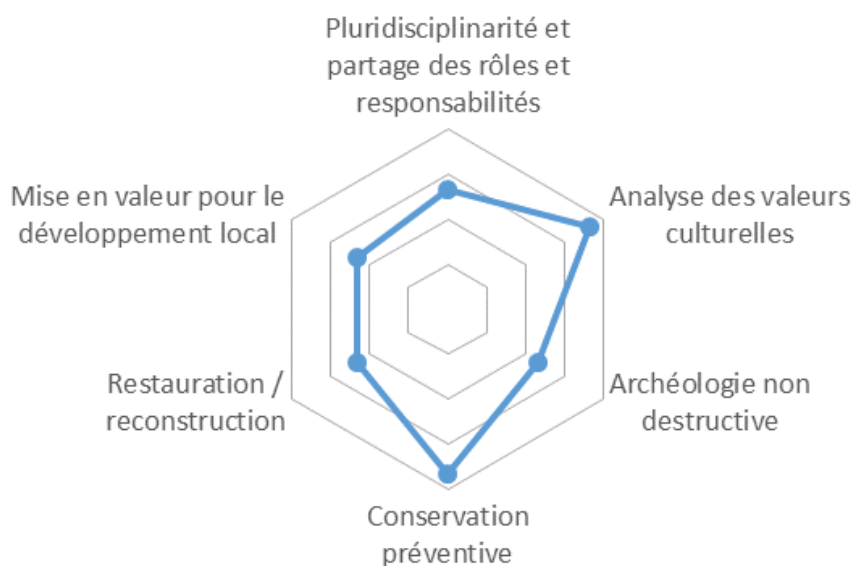 Pluridisciplinarité et
partage des rôles et
responsabilités
Analyse des valeurs
culturelles
Archéologie non
destructive
Conservation
préventive
Restauration /
reconstruction
Mise en valeur pour le
développement local